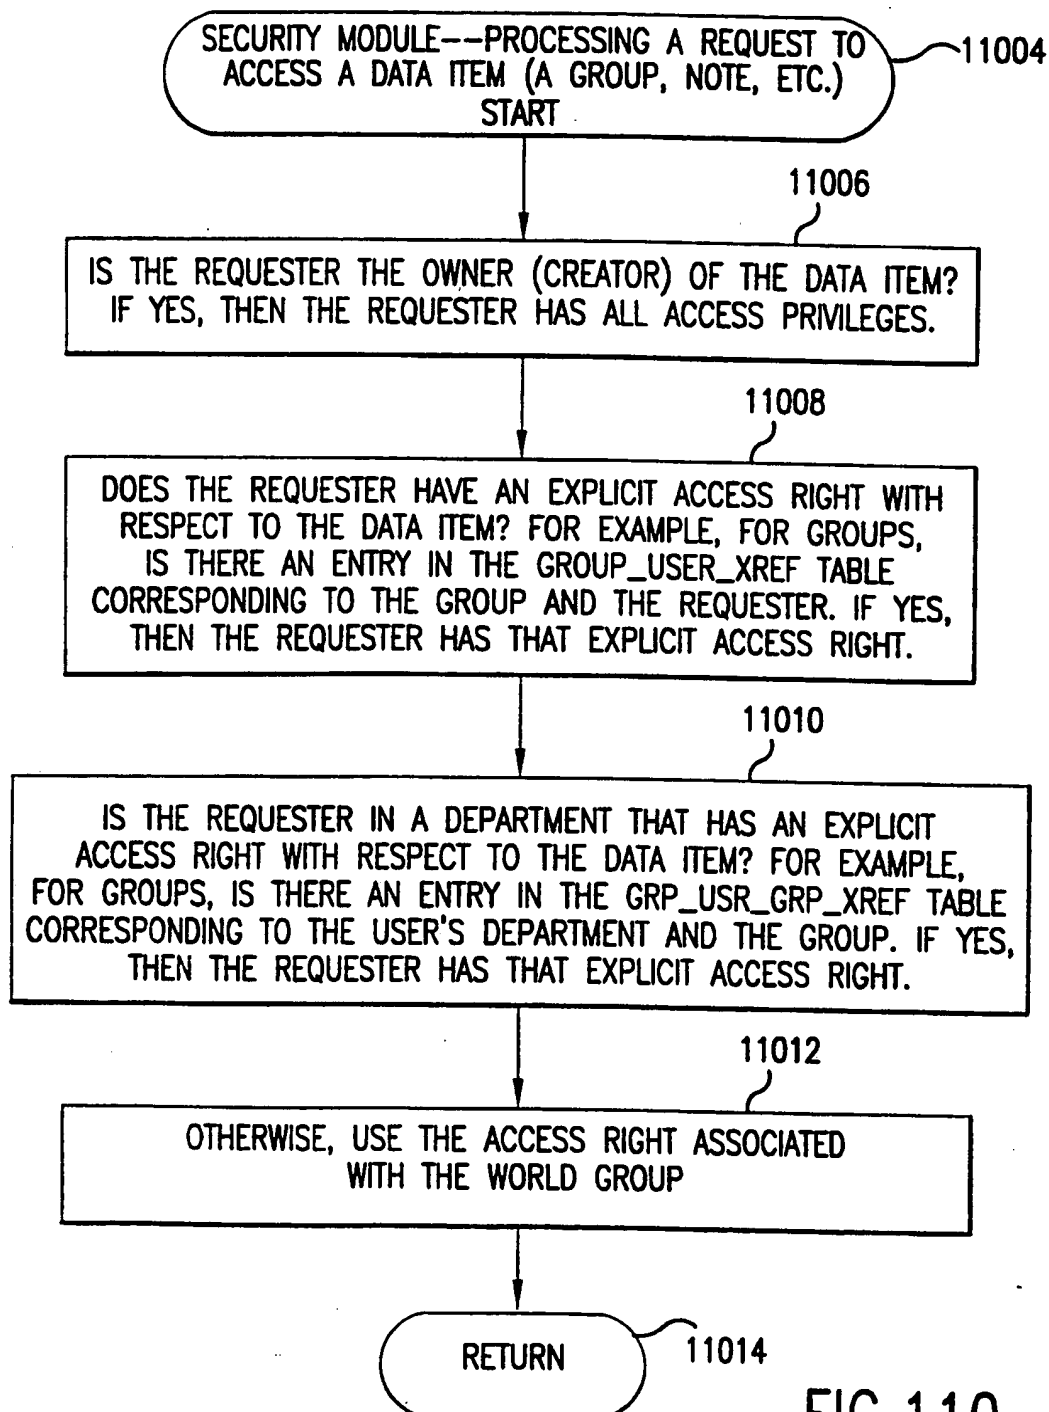 SECURITY MODULE--PROCESSING A REQUEST TO
ACCESS A DATA ITEM (A GROUP, NOTE, ETC.)
START
11004
11006
IS THE REQUESTER THE OWNER (CREATOR) OF THE DATA ITEM?
IF YES, THEN THE REQUESTER HAS ALL ACCESS PRIVILEGES.
11008
DOES THE REQUESTER HAVE AN EXPLICIT ACCESS RIGHT WITH
RESPECT TO THE DATA ITEM? FOR EXAMPLE, FOR GROUPS,
IS THERE AN ENTRY IN THE GROUP_USER_XREF TABLE
CORRESPONDING TO THE GROUP AND THE REQUESTER. IF YES,
THEN THE REQUESTER HAS THAT EXPLICIT ACCESS RIGHT.
11010
IS THE REQUESTER IN A DEPARTMENT THAT HAS AN EXPLICIT
ACCESS RIGHT WITH RESPECT TO THE DATA ITEM? FOR EXAMPLE,
FOR GROUPS, IS THERE AN ENTRY IN THE GRP_USR_GRP_XREF TABLE
CORRESPONDING TO THE USER'S DEPARTMENT AND THE GROUP. IF YES,
THEN THE REQUESTER HAS THAT EXPLICIT ACCESS RIGHT.
11012
OTHERWISE, USE THE ACCESS RIGHT ASSOCIATED
WITH THE WORLD GROUP
RETURN
11014
FIG. 110